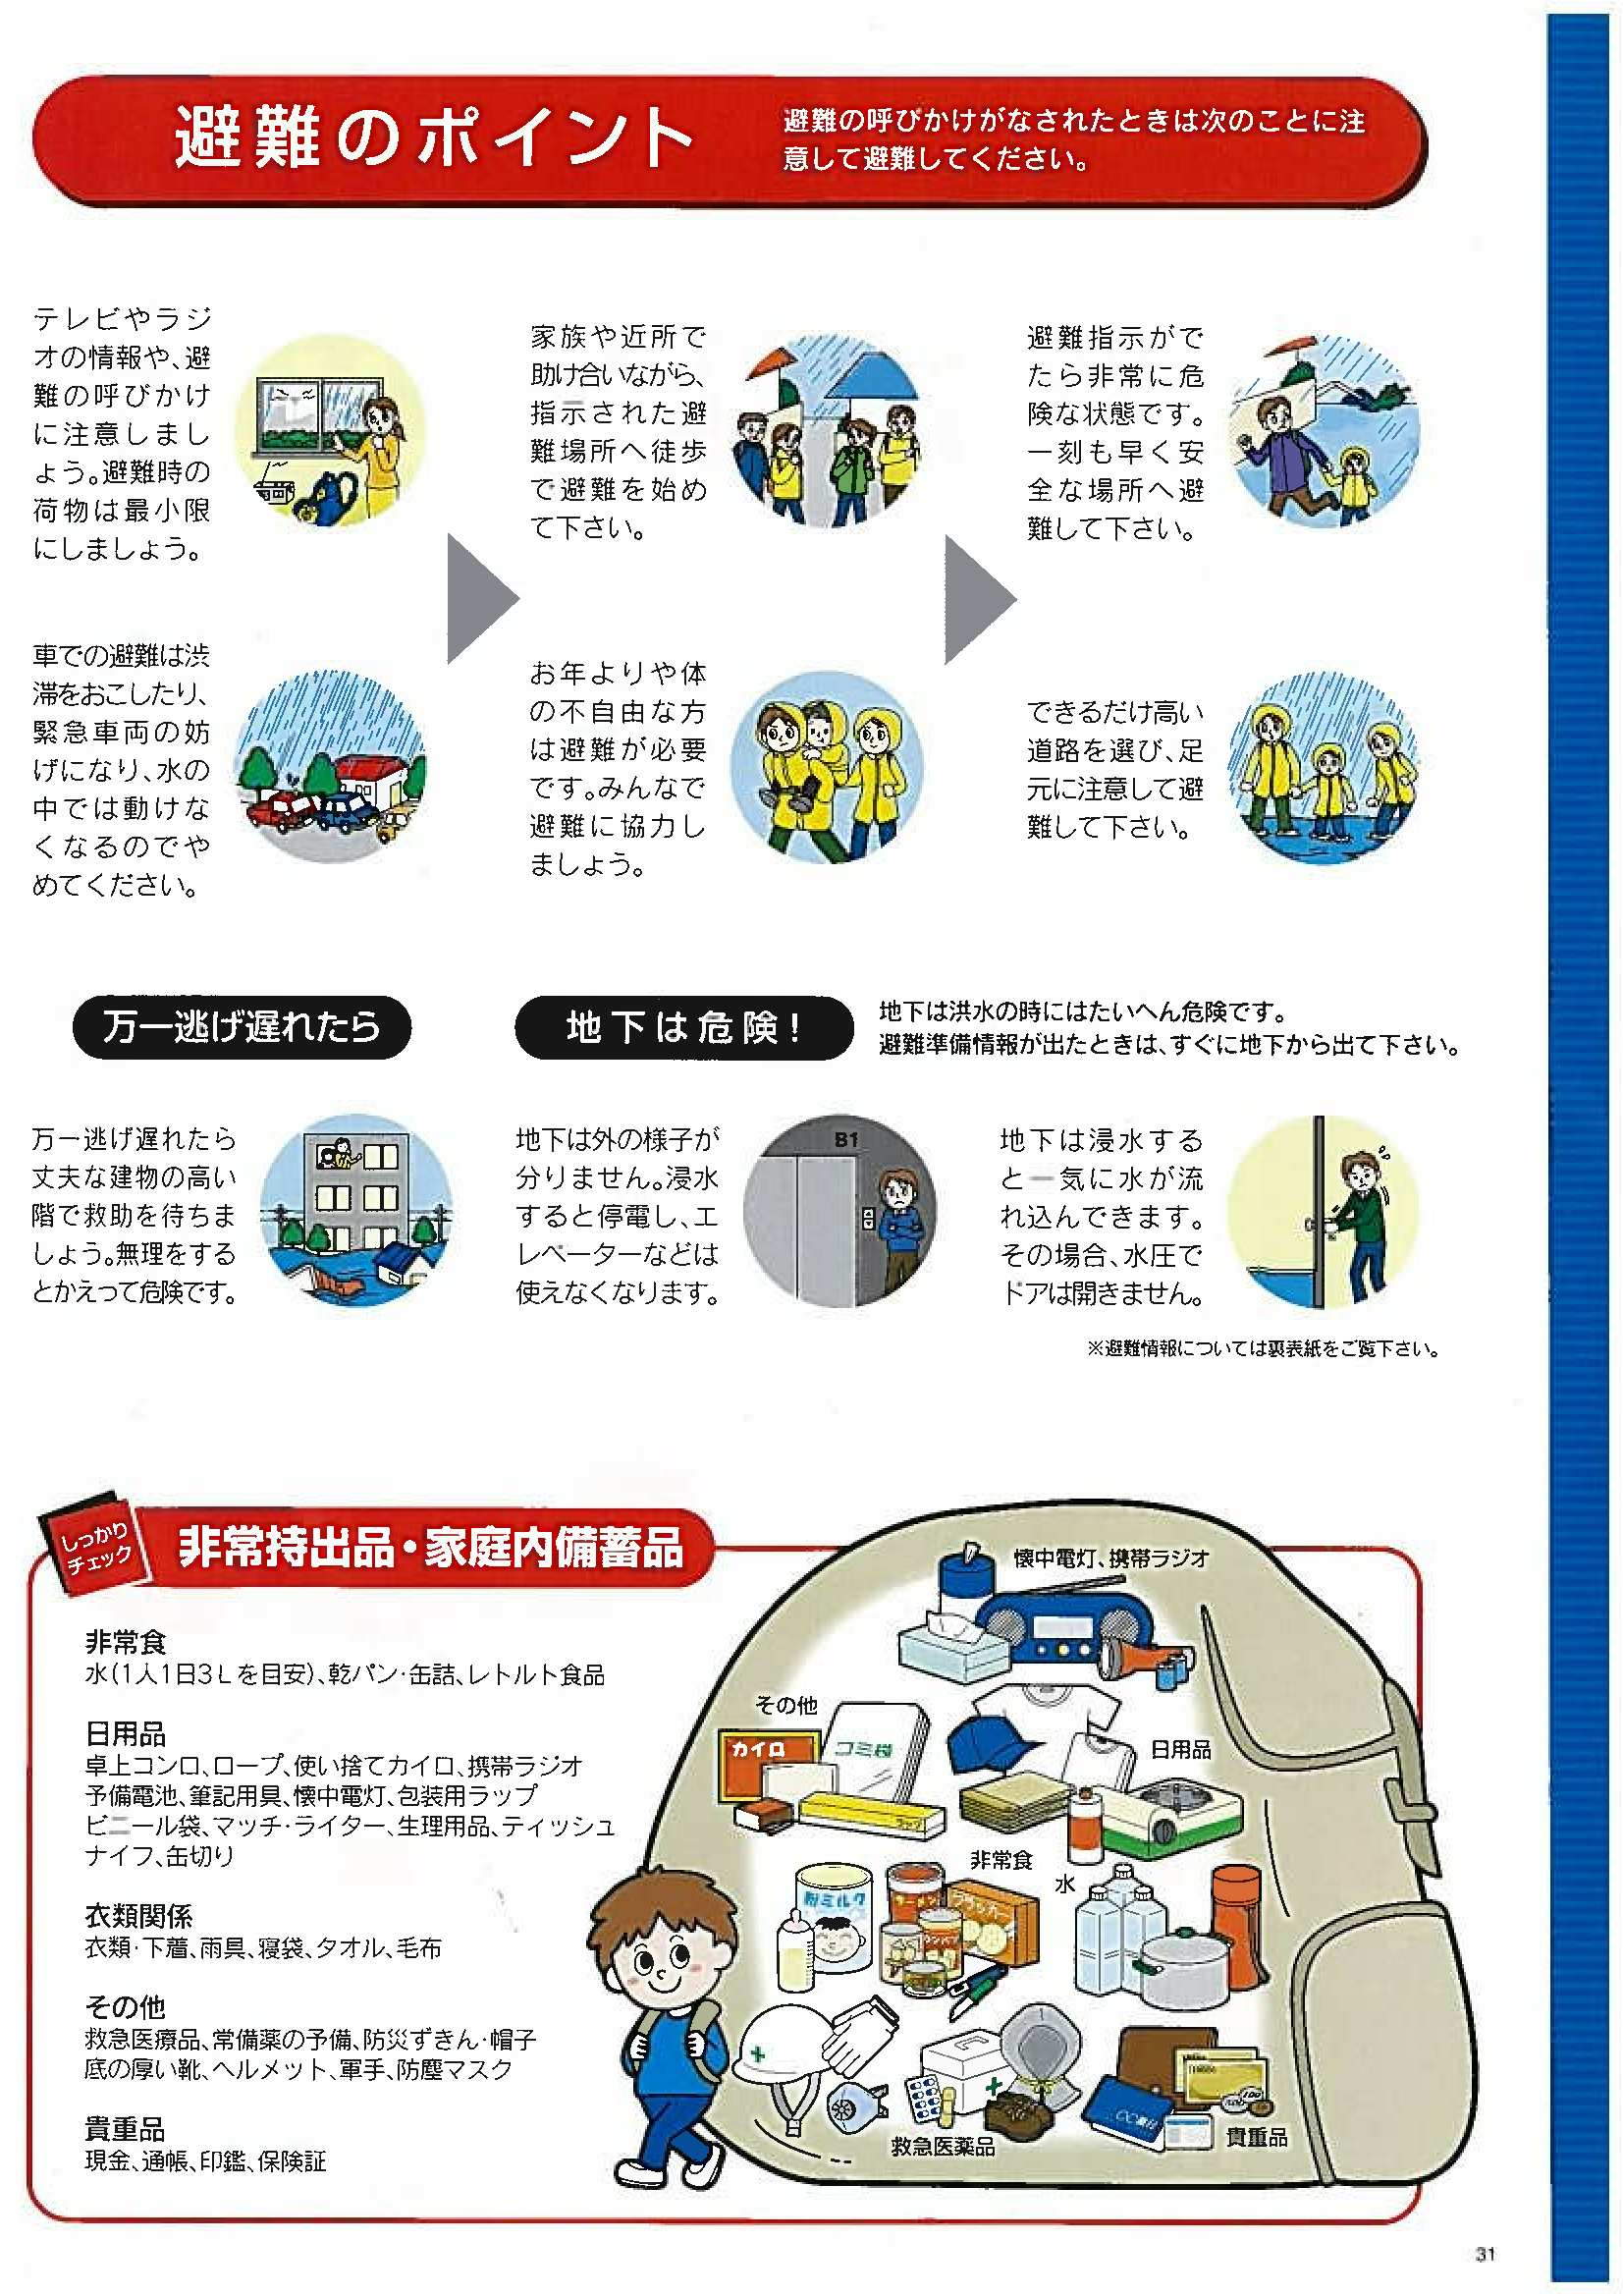 避難のポイント
避難の呼びかけがなされたときは次のことに注
意して避難してください。
テレビやラジ
オの情報や、避
難の呼びかけ
に注意しまし
ょう。避難時の
荷物は最小限
にしましょう。
車での避難は渋
滞をおこしたり、
緊急車両の妨
げになり、水の
中では動けな
くなるのでや
めてください。
家族や近所で
助け合いながら、
指示された避
難場所へ徒歩
で避難を始め
て下さい。
お年よりや体
の不自由な方
は避難が必要
です。みんなで
避難に協力し
ましょう。
避難指示がで
たら非常に危
険な状態です。
一刻も早く安
全な場所へ避
難して下さい。
できるだけ高い
道路を選び、足
元に注意して避
難して下さい。
万一逃げ遅れたら
万一逃げ遅れたら
丈夫な建物の高い
階で救助を待ちま
しょう。無理をする
とかえって危険です。
地下は危険!
地下は洪水の時にはたいへん危険です。
避難準備情報が出たときは、すぐに地下から出て下さい。
地下は外の様子が
分りません。浸水
すると停電し、エ
レベーターなどは
使えなくなります。
B1
地下は浸水する
と一気に水が流
れ込んできます。
その場合、水圧で
ドアは開きません。
※避難情報については裏表紙をご覧下さい。
しっかり
チェック
非常持出品・家庭内備蓄品
非常食
水(1人1日3Lを目安)、乾パン・缶詰、レトルト食品
日用品
卓上コンロ、ロープ、使い捨てカイロ、携帯ラジオ
予備電池、筆記用具、懐中電灯、包装用ラップ
ビニール袋、マッチ・ライター、生理用品、ティッシュ
ナイフ、缶切り
衣類関係
衣類・下着、雨具、寝袋、タオル、毛布
その他
救急医療品、常備薬の予備、防災ずきん・帽子
底の厚い靴、ヘルメット、軍手、防塵マスク
貴重品
現金、通帳、印鑑、保険証
懐中電灯、携帯ラジオ
その他
カイロ
ゴミ袋
ラップ
日用品
非常食
水
粉ミルク
ラーメン
クラッカー
カンパン
救急医薬品
貴重品
31